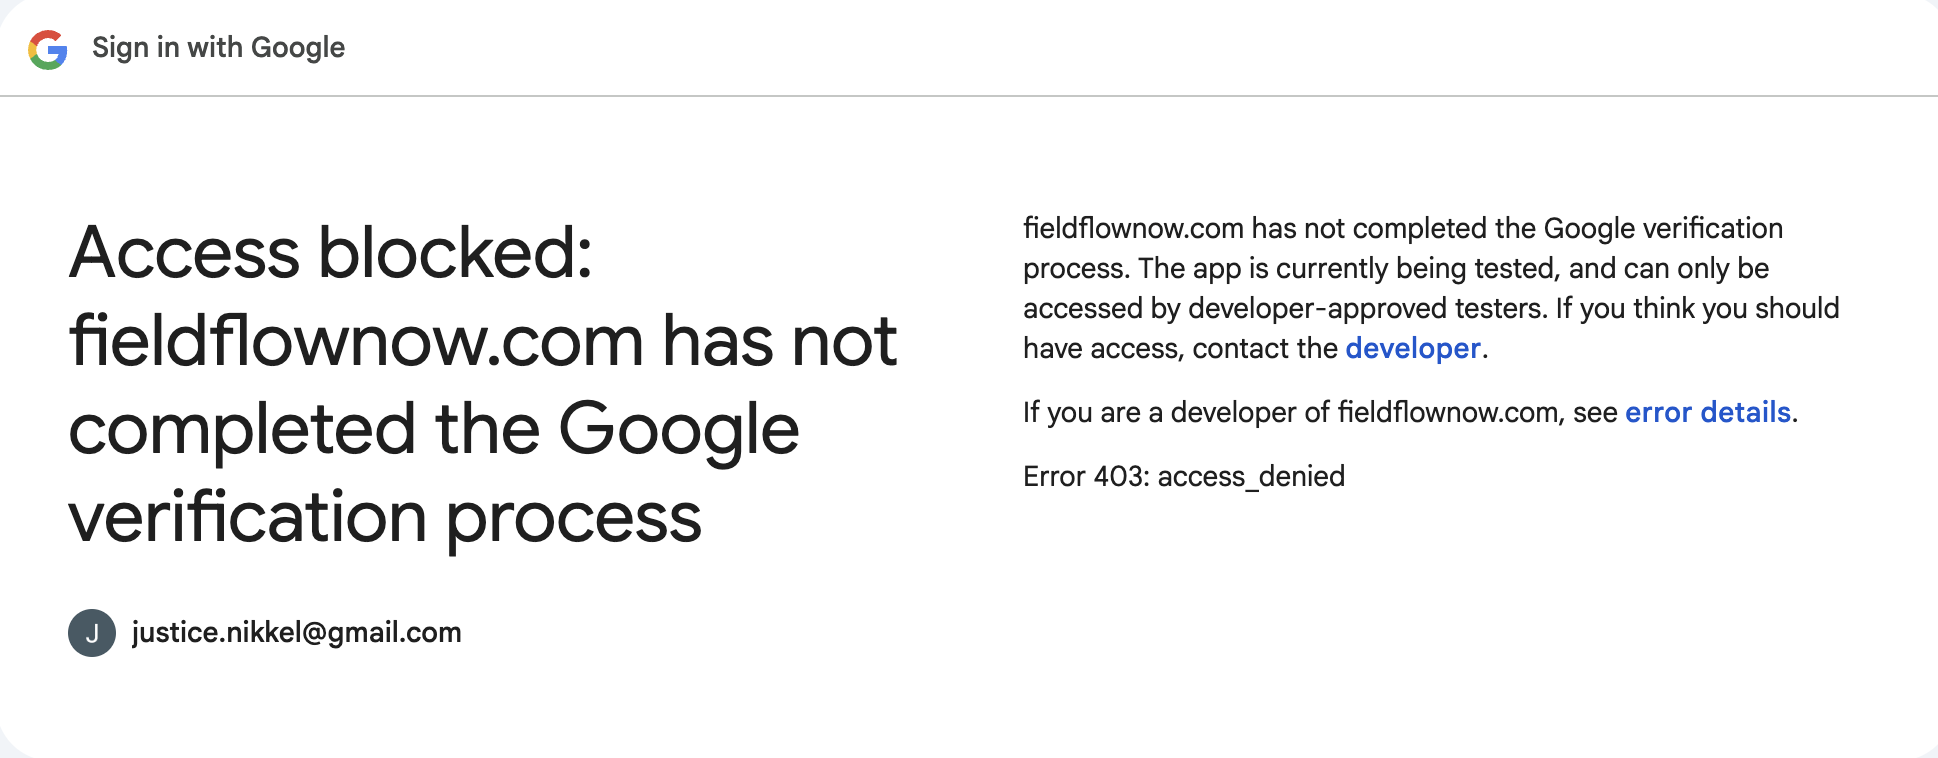 Sign in with Google
Access blocked:
fieldflownow.com has not
completed the Google
verification process
J justice.nikkel@gmail.com
fieldflownow.com has not completed the Google verification
process. The app is currently being tested, and can only be
accessed by developer-approved testers. If you think you should
have access, contact the developer.
If you are a developer of fieldflownow.com, see error details.
Error 403: access_denied